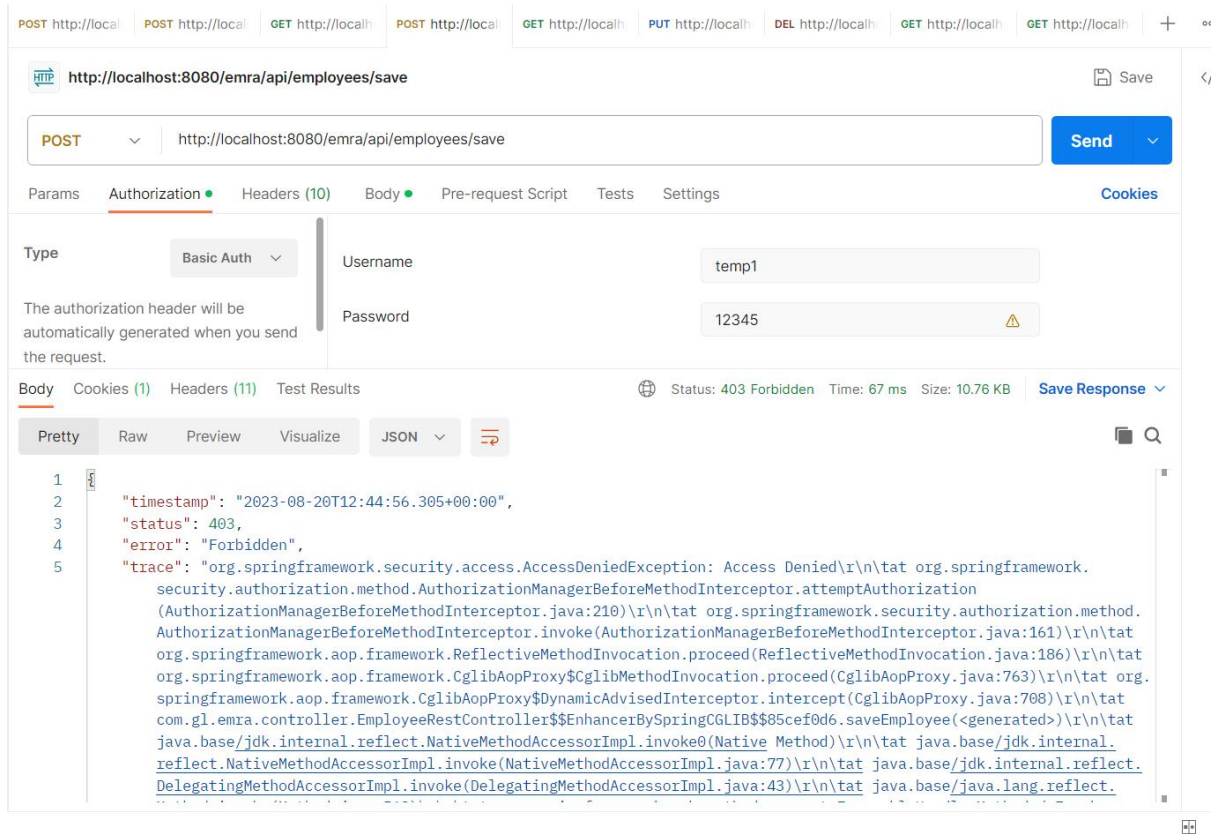 POST http://local POST http://local GET http://localh POST http://local GET http://localh PUT http://localh DEL http://localh GET http://localh GET http://localh
HTTP http://localhost:8080/emra/api/employees/save Save
POST http://localhost:8080/emra/api/employees/save Send
Params Authorization Headers (10) Body Pre-request Script Tests Settings Cookies
Type Basic Auth
The authorization header will be
automatically generated when you send
the request.
Username temp1
Password 12345
Body Cookies (1) Headers (11) Test Results Status: 403 Forbidden Time: 67 ms Size: 10.76 KB Save Response
Pretty Raw Preview Visualize JSON
1 {
2 "timestamp": "2023-08-20T12:44:56.305+00:00",
3 "status": 403,
4 "error": "Forbidden",
5 "trace": "org.springframework.security.access.AccessDeniedException: Access Denied\r\n\tat org.springframework.
security.authorization.method.AuthorizationManagerBeforeMethodInterceptor.attemptAuthorization
(AuthorizationManagerBeforeMethodInterceptor.java:210)\r\n\tat org.springframework.security.authorization.method.
AuthorizationManagerBeforeMethodInterceptor.invoke(AuthorizationManagerBeforeMethodInterceptor.java:161)\r\n\tat
org.springframework.aop.framework.ReflectiveMethodInvocation.proceed(ReflectiveMethodInvocation.java:186)\r\n\tat
org.springframework.aop.framework.CglibAopProxy$CglibMethodInvocation.proceed(CglibAopProxy.java:763)\r\n\tat org.
springframework.aop.framework.CglibAopProxy$DynamicAdvisedInterceptor.intercept(CglibAopProxy.java:708)\r\n\tat
com.gl.emra.controller.EmployeeRestController$$EnhancerBySpringCGLIB$$85cef0d6.saveEmployee(<generated>)\r\n\tat
java.base/jdk.internal.reflect.NativeMethodAccessorImpl.invoke0(Native Method)\r\n\tat java.base/jdk.internal.
reflect.NativeMethodAccessorImpl.invoke(NativeMethodAccessorImpl.java:77)\r\n\tat java.base/jdk.internal.reflect.
DelegatingMethodAccessorImpl.invoke(DelegatingMethodAccessorImpl.java:43)\r\n\tat java.base/java.lang.reflect.